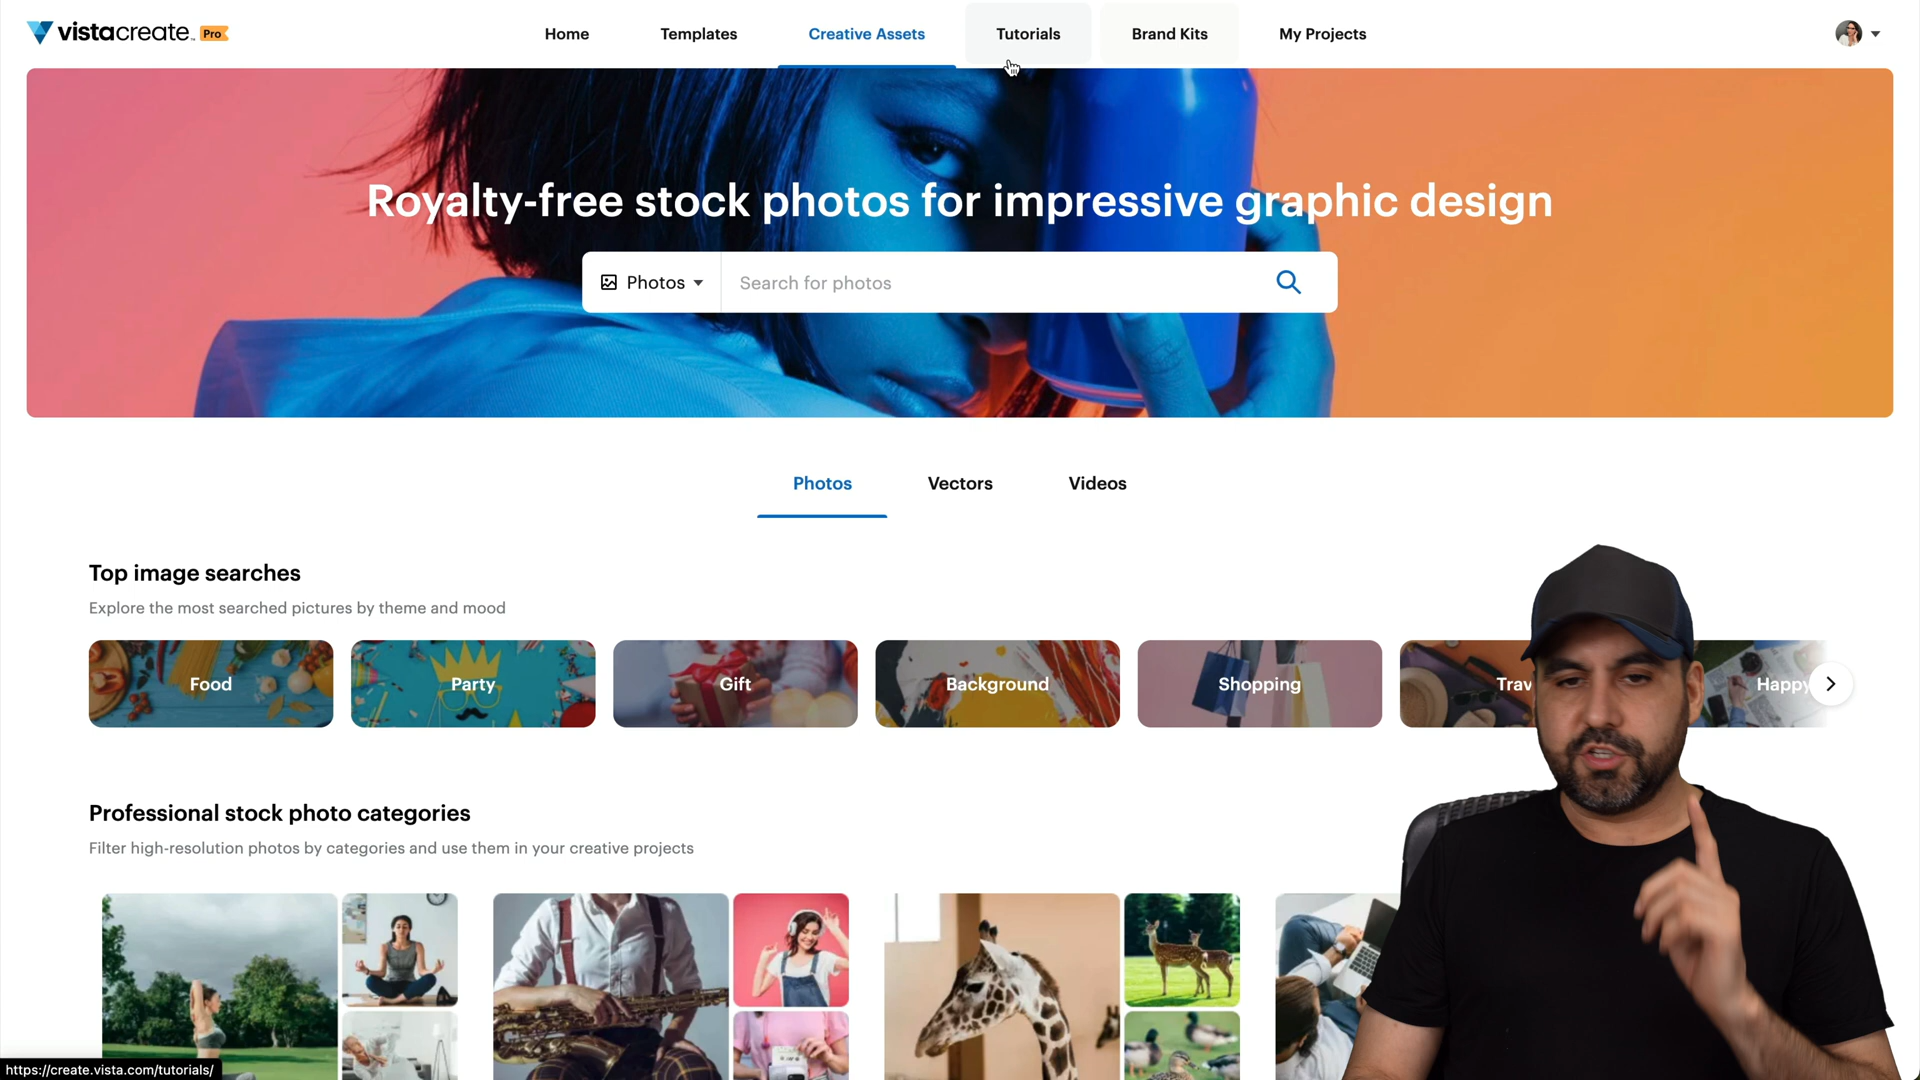 vistacreate Pro
Home
Templates
Creative Assets
Tutorials
Brand Kits
My Projects
Royalty-free stock photos for impressive graphic design
Photos
Search for photos
Photos
Vectors
Videos
Top image searches
Explore the most searched pictures by theme and mood
Food
Party
Gift
Background
Shopping
Trav
Happy
Professional stock photo categories
Filter high-resolution photos by categories and use them in your creative projects
https://create.vista.com/tutorials/